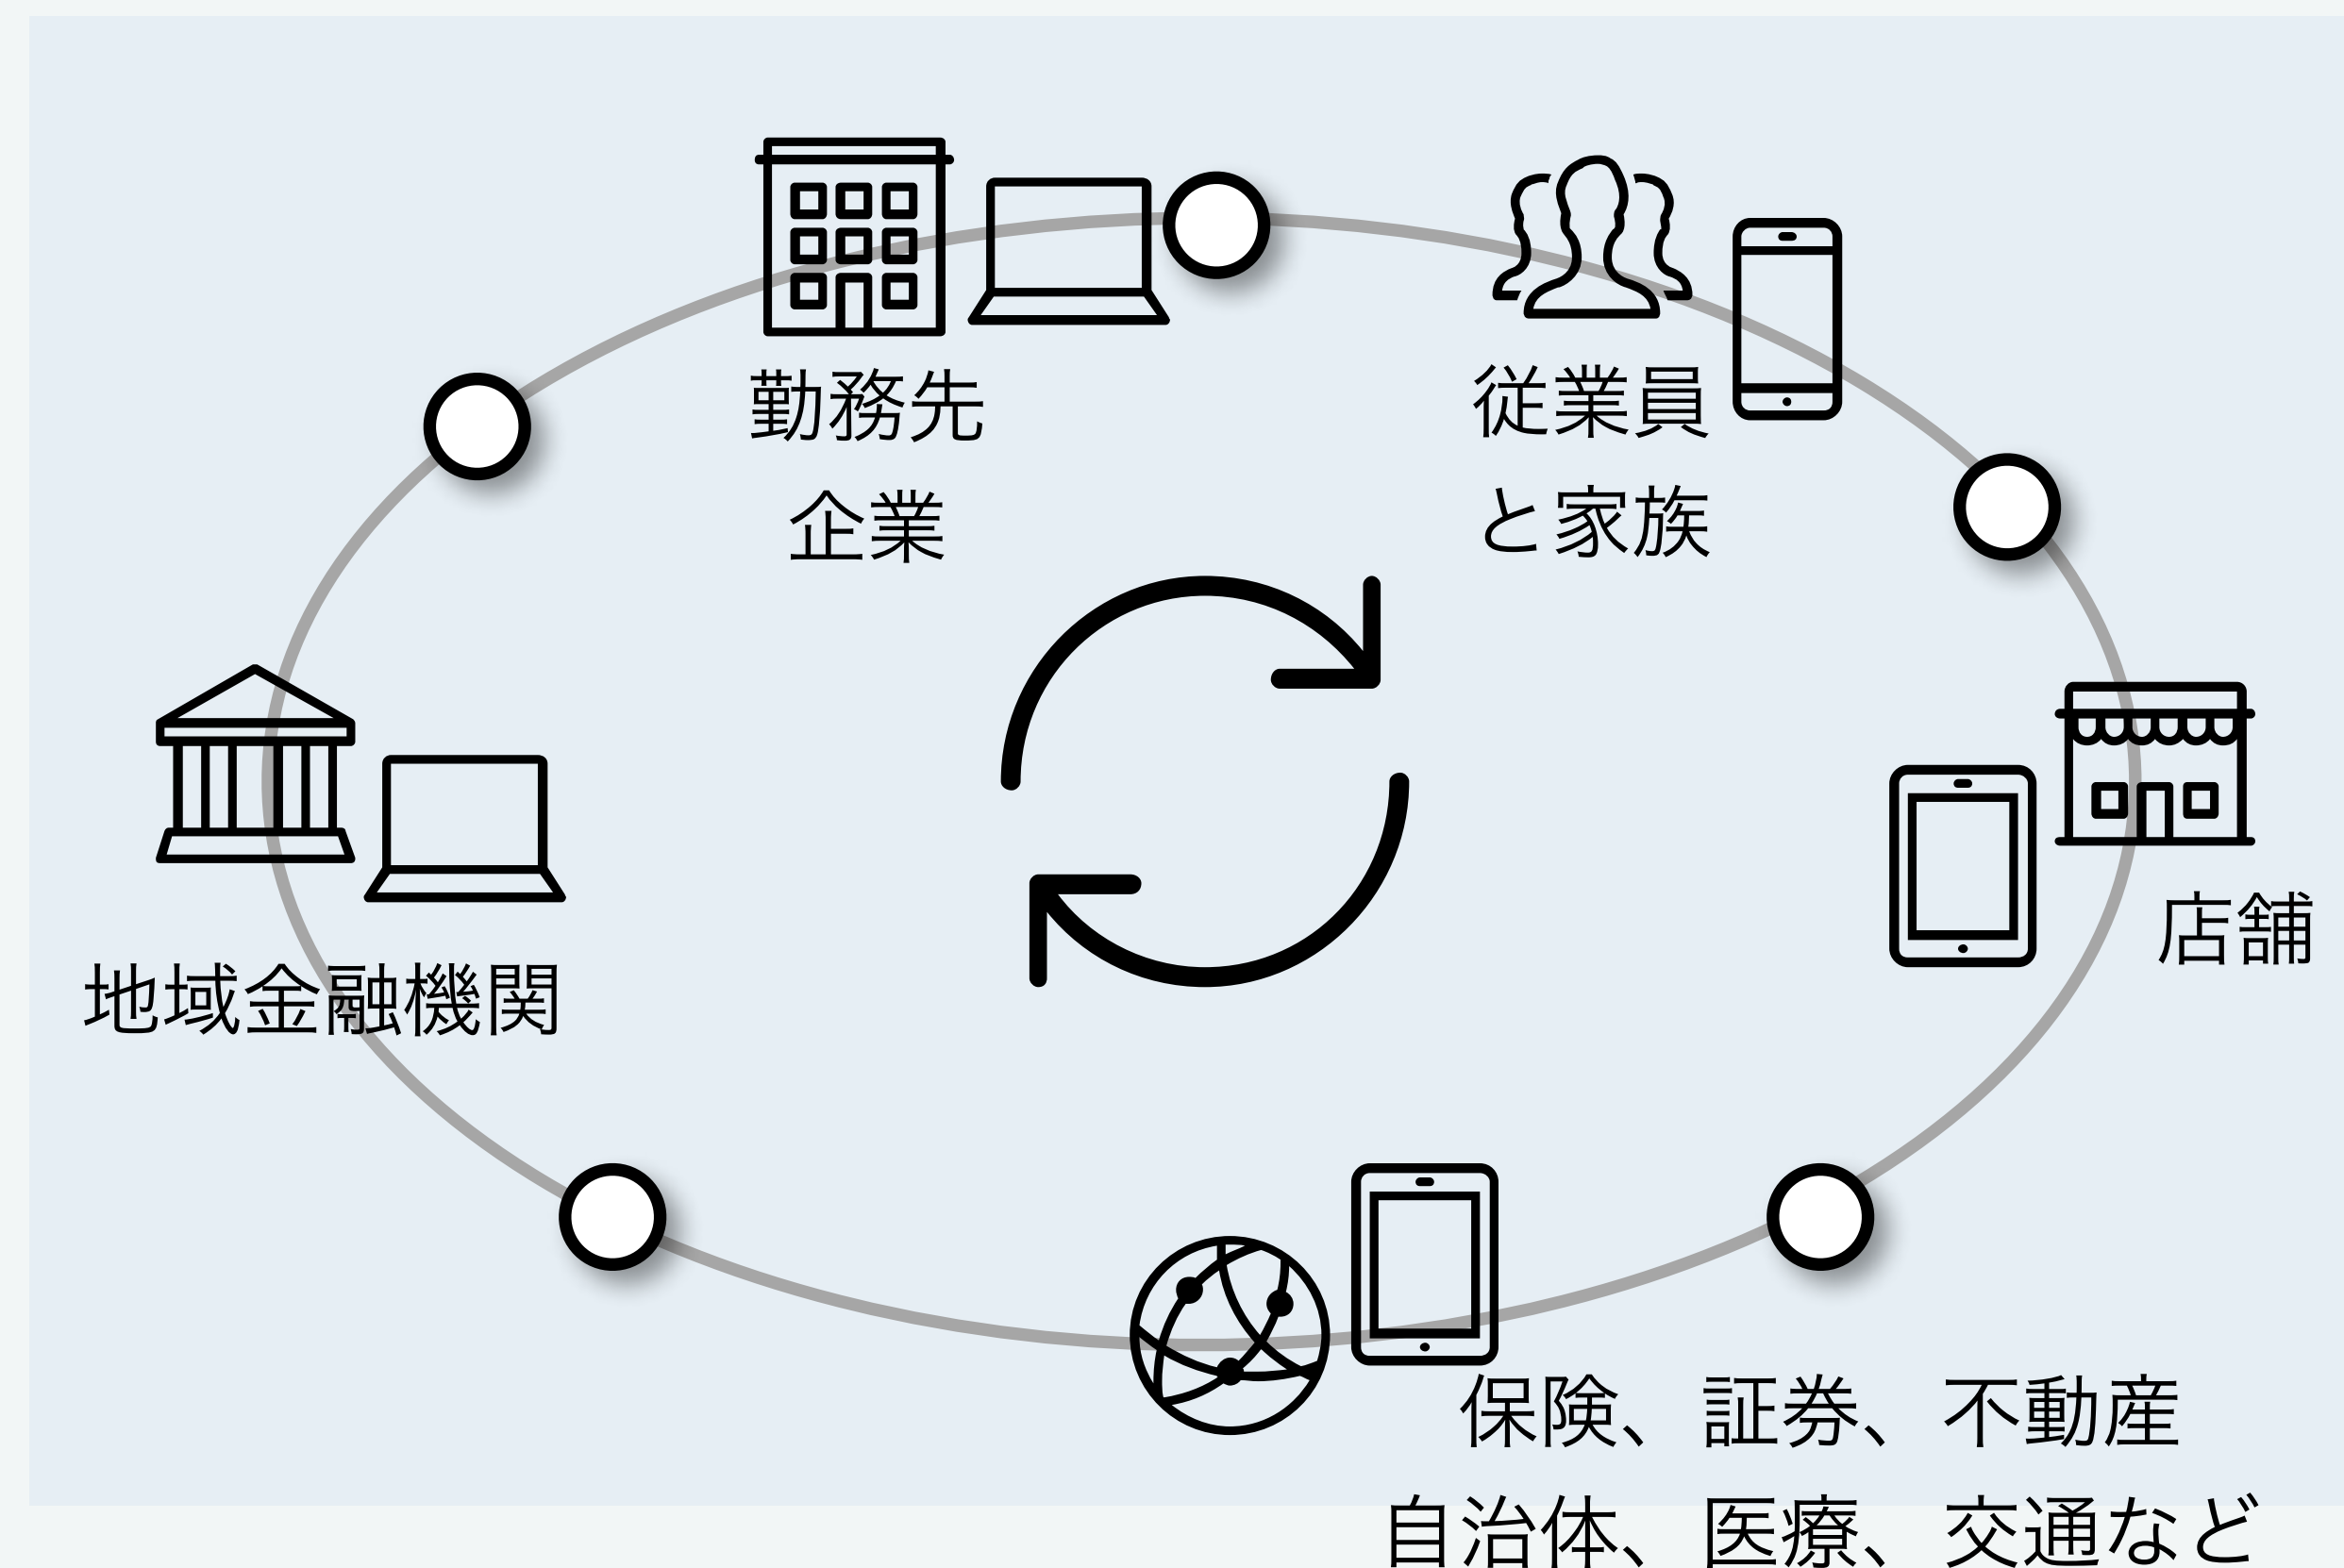 勤務先
企業
従業員
と家族
地域金融機関
店舗
保険、証券、不動産
自治体、医療、交通など